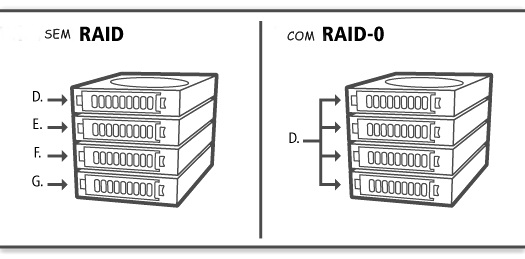 SEM RAID
D.
E.
F.
G.
COM RAID-0
D.